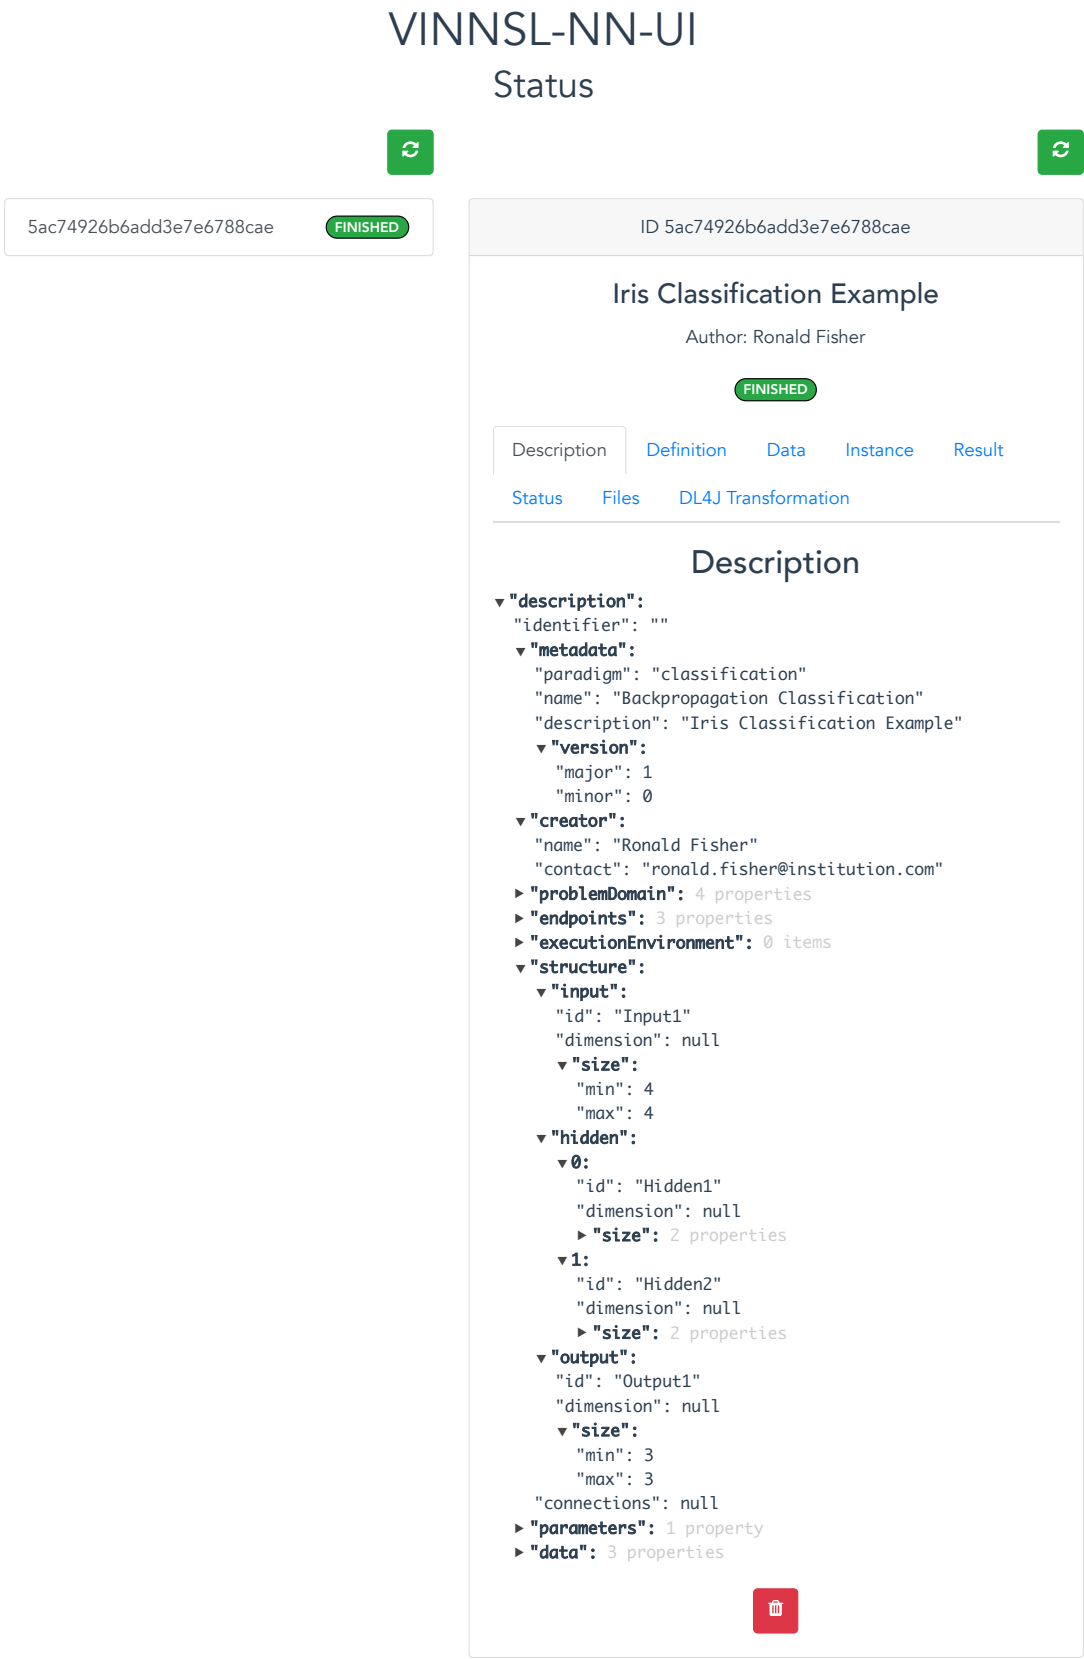 VINNSL-NN-UI
Status
5ac74926b6add3e7e6788cae FINISHED
ID 5ac74926b6add3e7e6788cae
Iris Classification Example
Author: Ronald Fisher
FINISHED
Description Definition Data Instance Result
Status Files DL4J Transformation
Description
"description":
"identifier": ""
"metadata":
"paradigm": "classification"
"name": "Backpropagation Classification"
"description": "Iris Classification Example"
"version":
"major": 1
"minor": 0
"creator":
"name": "Ronald Fisher"
"contact": "ronald.fisher@institution.com"
"problemDomain": 4 properties
"endpoints": 3 properties
"executionEnvironment": 0 items
"structure":
"input":
"id": "Input1"
"dimension": null
"size":
"min": 4
"max": 4
"hidden":
0:
"id": "Hidden1"
"dimension": null
"size": 2 properties
1:
"id": "Hidden2"
"dimension": null
"size": 2 properties
"output":
"id": "Output1"
"dimension": null
"size":
"min": 3
"max": 3
"connections": null
"parameters": 1 property
"data": 3 properties